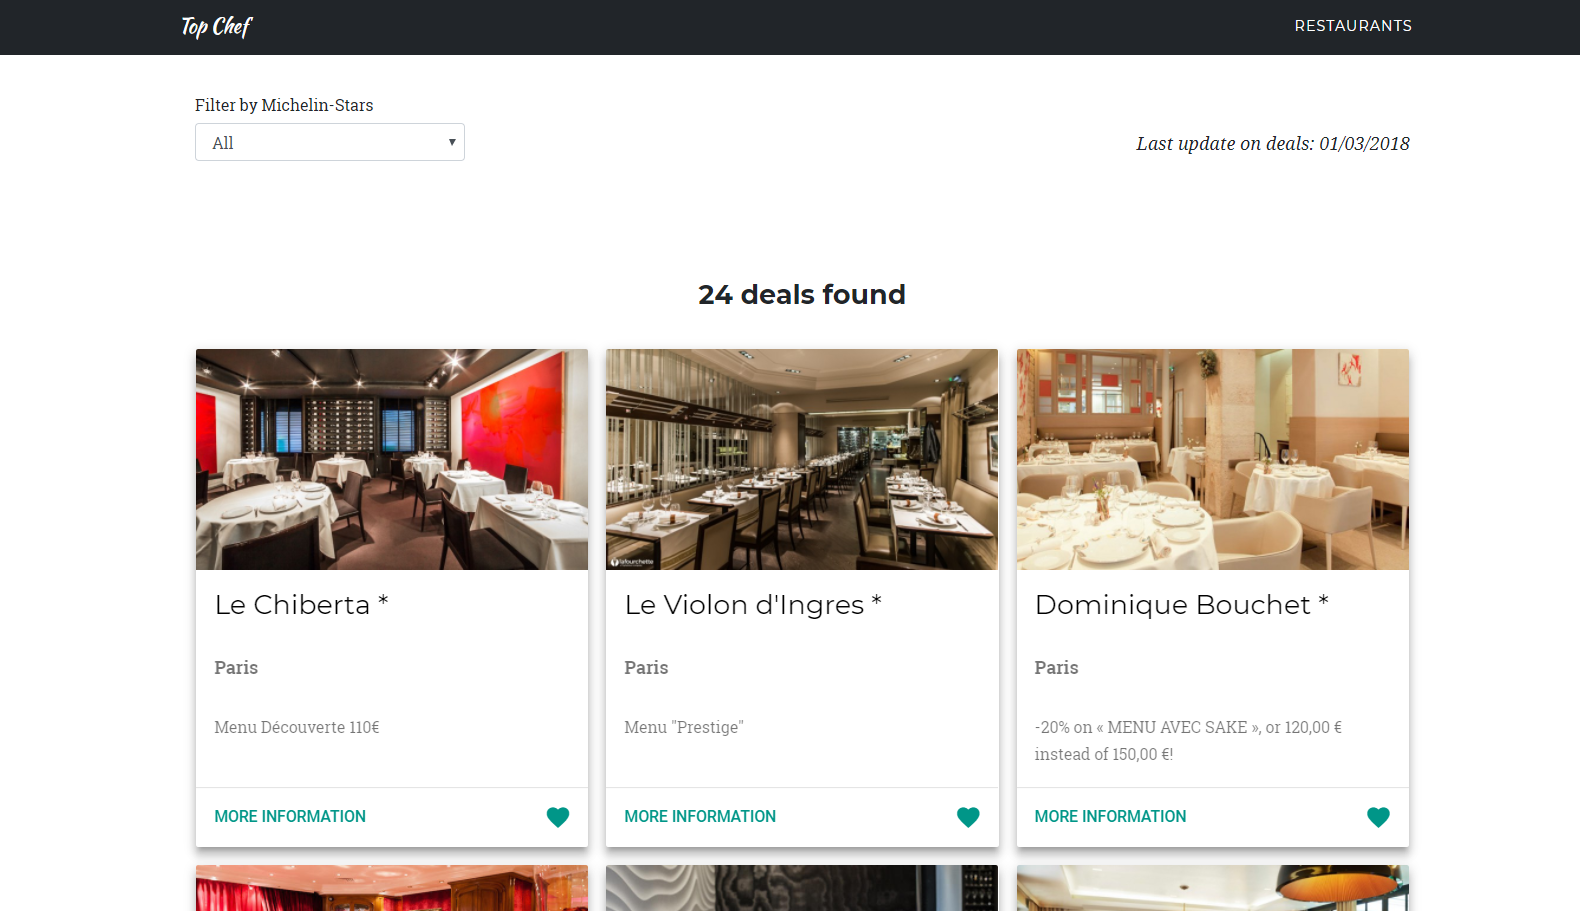 Top Chef
RESTAURANTS
Filter by Michelin-Stars
All
Last update on deals: 01/03/2018
24 deals found
lafourchette
Le Chiberta *
Paris
Menu Découverte 110€
MORE INFORMATION
Le Violon d'Ingres *
Paris
Menu "Prestige"
MORE INFORMATION
Dominique Bouchet *
Paris
-20% on « MENU AVEC SAKE », or 120,00 €
instead of 150,00 €!
MORE INFORMATION